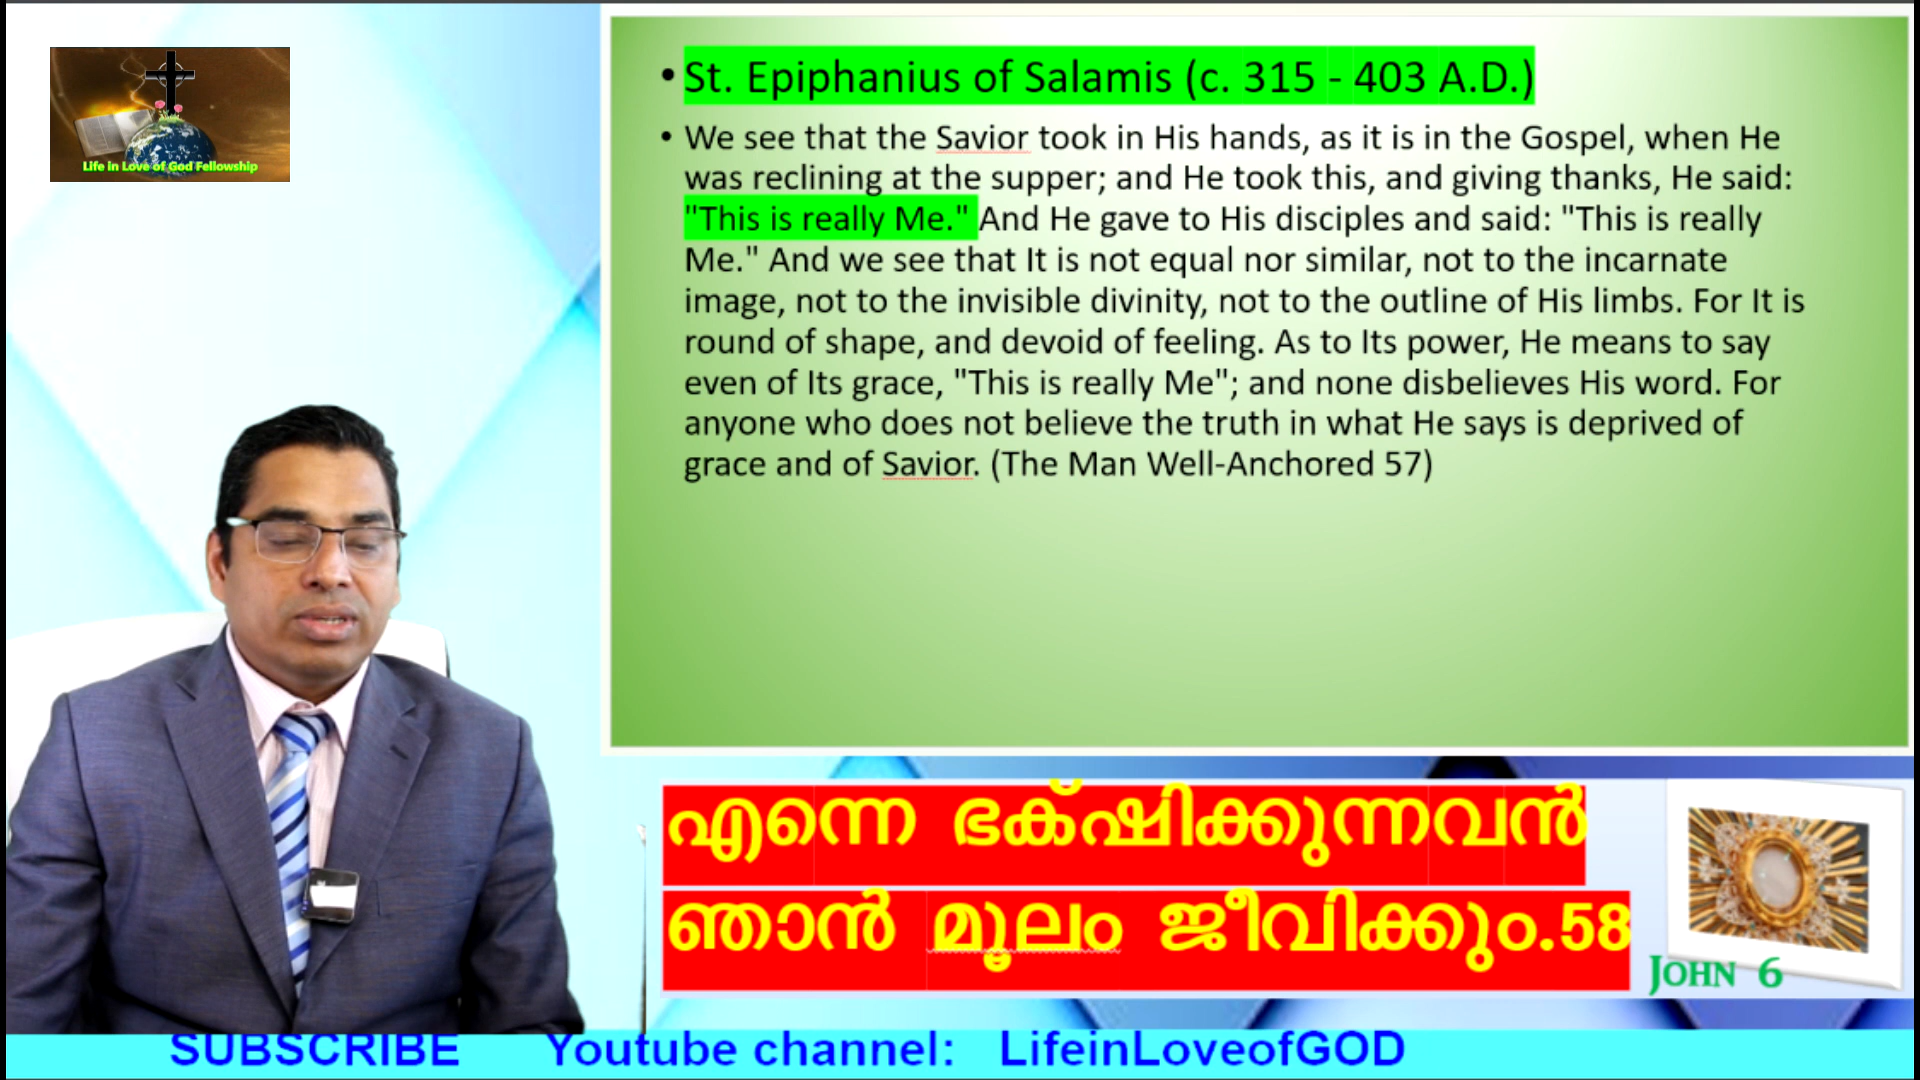 Life in Love of God Fellowship
• St. Epiphanius of Salamis (c. 315 - 403 A.D.)
• We see that the Savior took in His hands, as it is in the Gospel, when He
was reclining at the supper; and He took this, and giving thanks, He said:
"This is really Me." And He gave to His disciples and said: "This is really
Me." And we see that It is not equal nor similar, not to the incarnate
image, not to the invisible divinity, not to the outline of His limbs. For It is
round of shape, and devoid of feeling. As to Its power, He means to say
even of Its grace, "This is really Me"; and none disbelieves His word. For
anyone who does not believe the truth in what He says is deprived of
grace and of Savior. (The Man Well-Anchored 57)
എന്നെ ഭക്ഷിക്കുന്നവൻ
ഞാൻ മൂലം ജീവിക്കും.58
JOHN 6
SUBSCRIBE Youtube channel: LifeinLoveofGOD